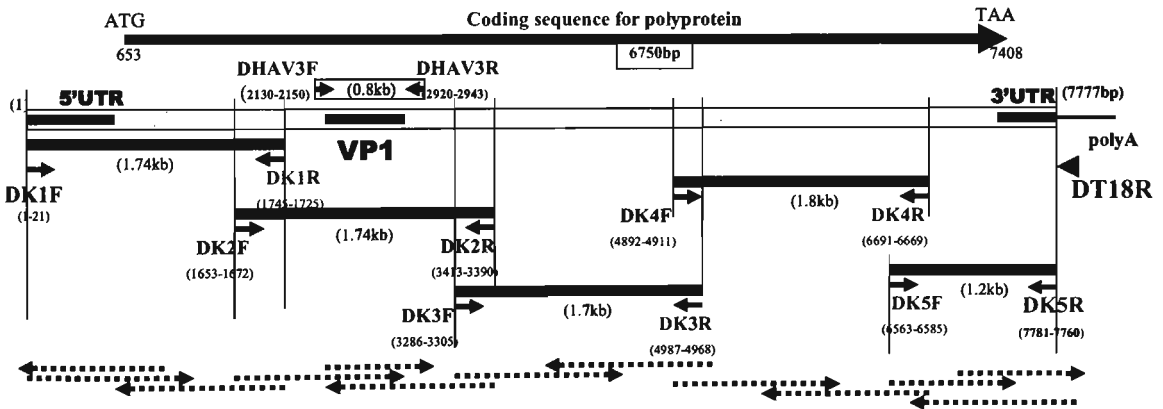 ATG
Coding sequence for polyprotein
TAA
653
6750bp
7408
DHAV3F
DHAV3R
(2130-2150)
(0.8kb)
(2920-2943)
(1)
5'UTR
3'UTR
(7777bp)
VP1
polyA
(1.74kb)
DK1F
(1-21)
DK1R
(1745-1725)
(1.8kb)
DT18R
DK2F
(1653-1672)
(1.74kb)
DK2R
(3413-3390)
DK4F
(4892-4911)
DK4R
(6691-6669)
DK3F
(3286-3305)
(1.7kb)
DK3R
(4987-4968)
DK5F
(6563-6585)
(1.2kb)
DK5R
(7781-7760)